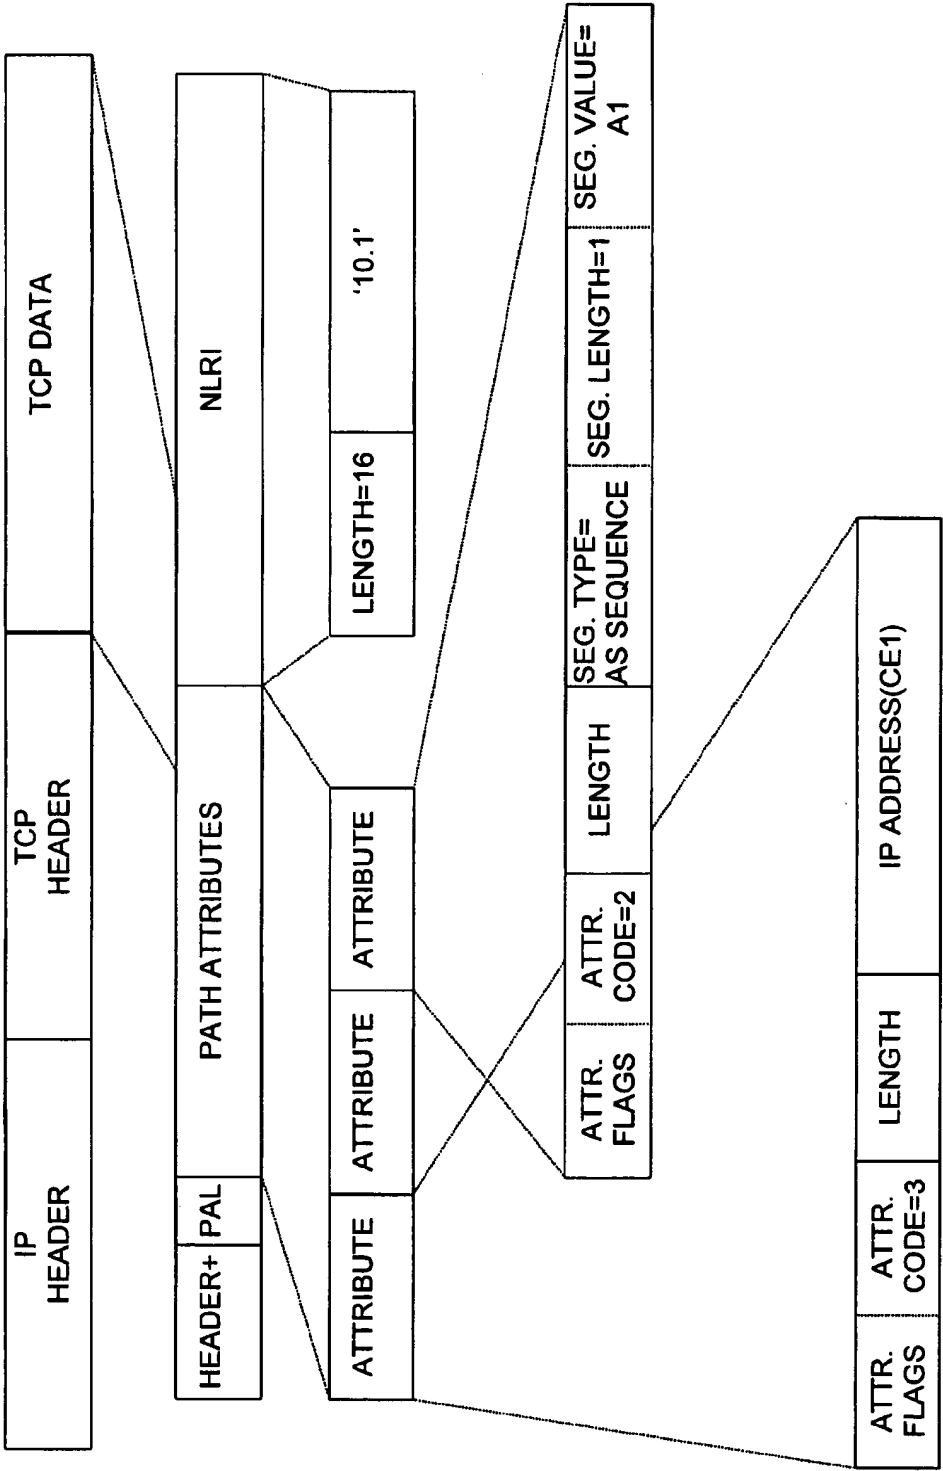 IP
HEADER
TCP
HEADER
TCP DATA
HEADER+
PAL
PATH ATTRIBUTES
NLRI
ATTRIBUTE
ATTRIBUTE
ATTRIBUTE
LENGTH=16
‘10.1’
ATTR.
FLAGS
ATTR.
CODE=2
LENGTH
SEG. TYPE=
AS SEQUENCE
SEG. LENGTH=1
SEG. VALUE=
A1
ATTR.
FLAGS
ATTR.
CODE=3
LENGTH
IP ADDRESS(CE1)